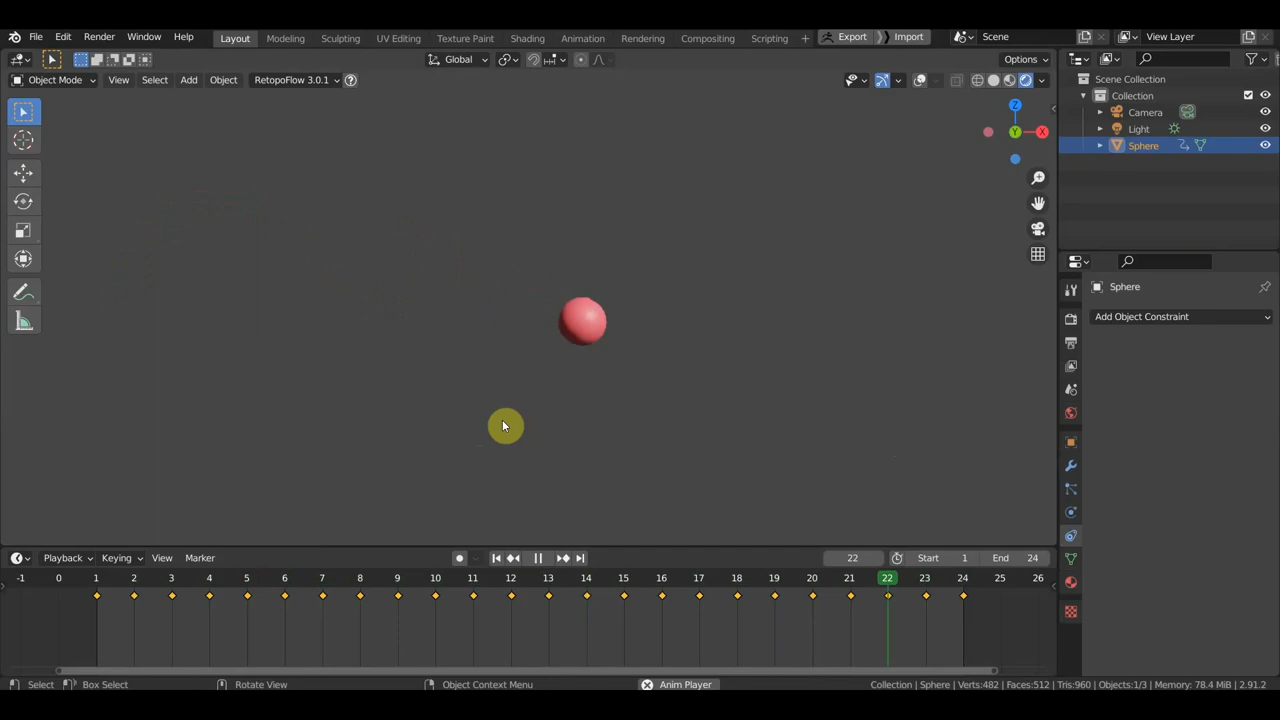 File Edit Render Window Help Layout Modeling Sculpting UV Editing Texture Paint Shading Animation Rendering Compositing Scripting + Export Import Scene View Layer
Global Options
Object Mode View Select Add Object RetopoFlow 3.0.1
Scene Collection
Collection
Camera
Light
Sphere
Z
Y X
Sphere
Add Object Constraint
Playback Keying View Marker 22 Start 1 End 24
-1 0 1 2 3 4 5 6 7 8 9 10 11 12 13 14 15 16 17 18 19 20 21 22 23 24 25 26
Select Box Select Rotate View Object Context Menu Anim Player Collection | Sphere | Verts:482 | Faces:512 | Tris:960 | Objects:1/3 | Memory: 78.4 MiB | 2.91.2